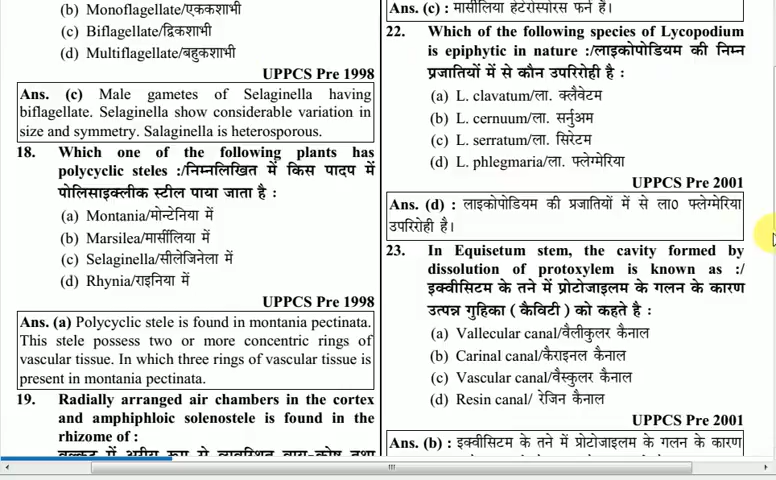 (b) Monoflagellate/एककशाभी
(c) Biflagellate/द्विकशाभी
(d) Multiflagellate/बहुकशाभी
UPPCS Pre 1998
Ans. (c) Male gametes of Selaginella having
biflagellate. Selaginella show considerable variation in
size and symmetry. Salaginella is heterosporous.
18. Which one of the following plants has
polycyclic steles :/निम्नलिखित में किस पादप में
पोलिसाइक्लीक स्टील पाया जाता है :
(a) Montania/मोन्टेनिया में
(b) Marsilea/मार्सीलिया में
(c) Selaginella/सीलेजिनेला में
(d) Rhynia/राइनिया में
UPPCS Pre 1998
Ans. (a) Polycyclic stele is found in montania pectinata.
This stele possess two or more concentric rings of
vascular tissue. In which three rings of vascular tissue is
present in montania pectinata.
19. Radially arranged air chambers in the cortex
and amphiphloic solenostele is found in the
rhizome of :
Ans. (c) : मार्सीलिया हेटेरोस्पोरस फर्न है।
22. Which of the following species of Lycopodium
is epiphytic in nature :/लाइकोपोडियम की निम्न
प्रजातियों में से कौन उपरिरोही है :
(a) L. clavatum/ला. क्लैवेटम
(b) L. cernuum/ला. सर्नुअम
(c) L. serratum/ला. सिरेटम
(d) L. phlegmaria/ला. फ्लेग्मेरिया
UPPCS Pre 2001
Ans. (d) : लाइकोपोडियम की प्रजातियों में से ला० फ्लेग्मेरिया
उपरिरोही है।
23. In Equisetum stem, the cavity formed by
dissolution of protoxylem is known as :/
इक्वीसिटम के तने में प्रोटोजाइलम के गलन के कारण
उत्पन्न गुहिका ( कैविटी ) को कहते है :
(a) Vallecular canal/वैलीकुलर कैनाल
(b) Carinal canal/कैराइनल कैनाल
(c) Vascular canal/वैस्कुलर कैनाल
(d) Resin canal/ रेजिन कैनाल
UPPCS Pre 2001
Ans. (b) : इक्वीसिटम के तने में प्रोटोजाइलम के गलन के कारण